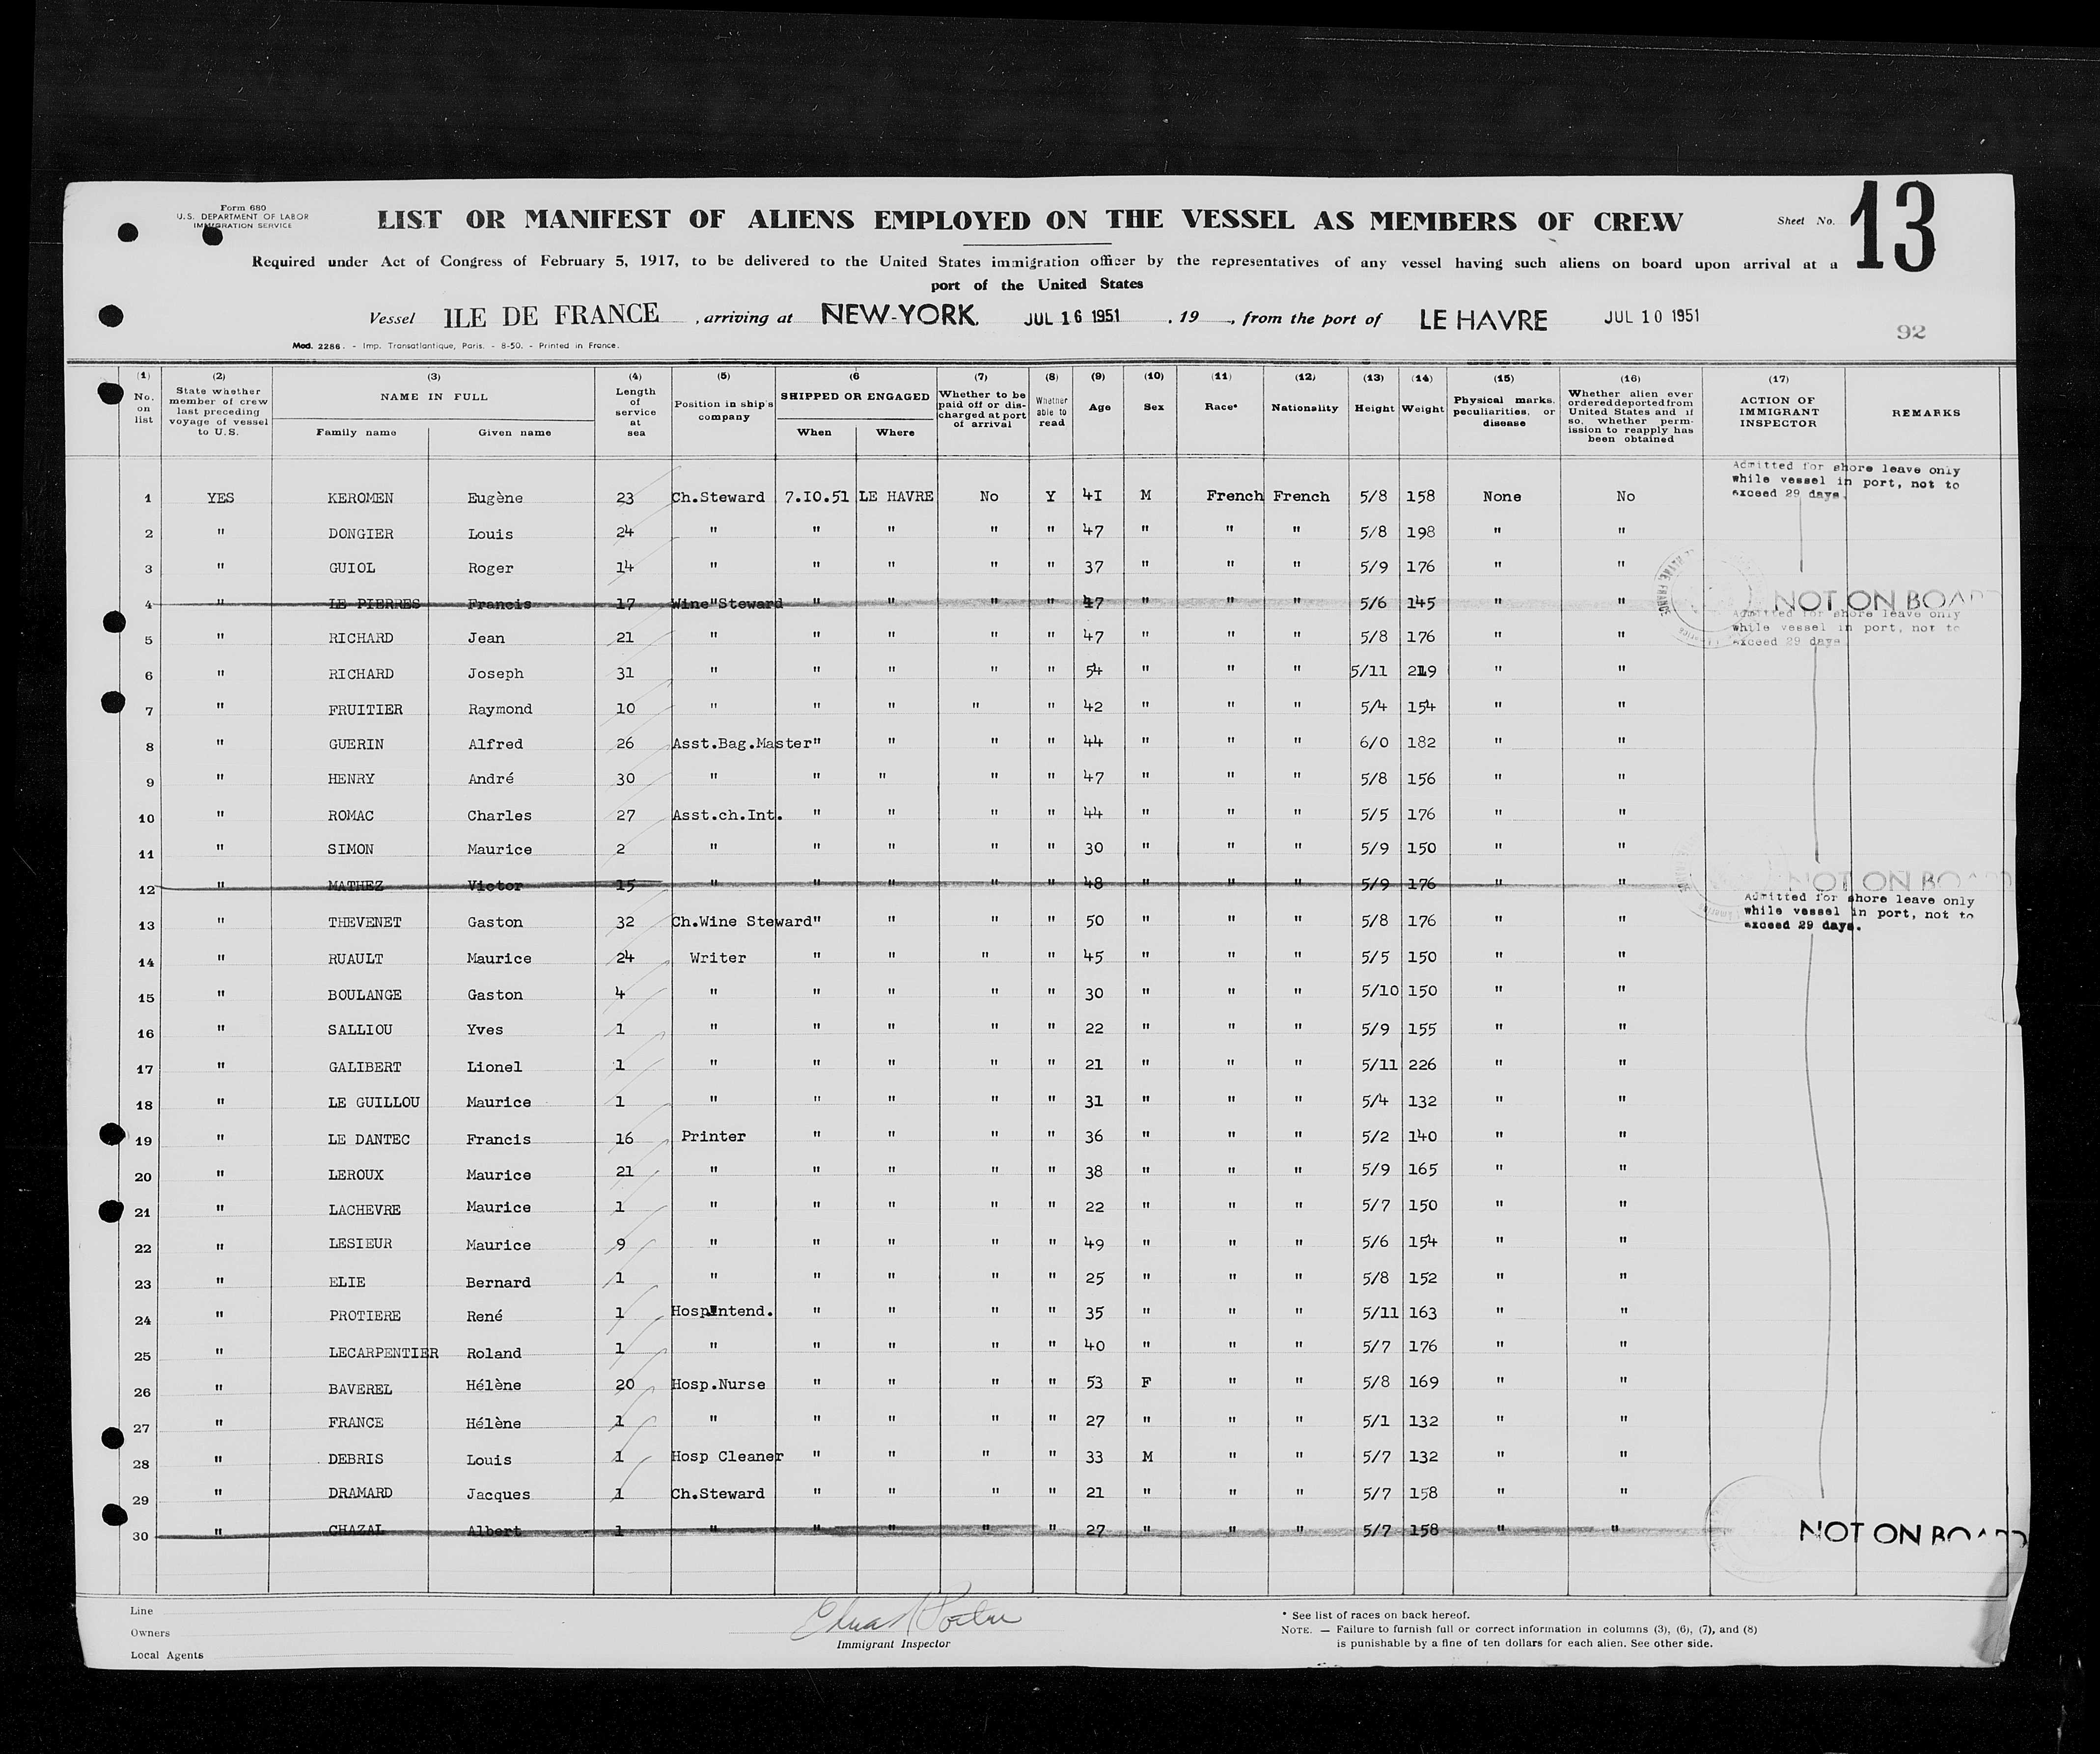 Form 680
U.S. DEPARTMENT OF LABOR
IMMIGRATION SERVICE
LIST OR MANIFEST OF ALIENS EMPLOYED ON THE VESSEL AS MEMBERS OF CREW
Sheet No. 13
Required under Act of Congress of February 5, 1917, to be delivered to the United States immigration officer by the representatives of any vessel having such aliens on board upon arrival at a
port of the United States
Vessel ILE DE FRANCE , arriving at NEW-YORK. JUL 16 1951 , 19 , from the port of LE HAVRE JUL 10 1951
92
Mod. 2286. - Imp. Transatlantique, Paris. - 8-50. - Printed in France.
(1) No. on list (2) State whether member of crew last preceding voyage of vessel to U.S. (3) NAME IN FULL Family name Given name (4) Length of service at sea (5) Position in ship's company (6 SHIPPED OR ENGAGED When Where (7) Whether to be paid off or discharged at port of arrival (8) Whether able to read (9) Age (10) Sex (11) Race* (12) Nationality (13) Height (14) Weight (15) Physical marks, peculiarities, or disease (16) Whether alien ever ordered deported from United States and if so, whether permission to reapply has been obtained (17) ACTION OF IMMIGRANT INSPECTOR REMARKS
Admitted for shore leave only
while vessel in port, not to
exceed 29 days.
1 YES KEROMEN Eugène 23 Ch.Steward 7.IO.51 LE HAVRE No Y 4I M French French 5/8 158 None No
2 " DONGIER Louis 24 " " " " " 47 " " " 5/8 198 " "
3 " GUIOL Roger 14 " " " " " 37 " " " 5/9 176 " "
4 " LE PIERRES Francis 17 Wine"Steward " " " " 47 " " " 5/6 145 " " NOT ON BOARD
Admitted for shore leave only
while vessel in port, not to
exceed 29 days
5 " RICHARD Jean 21 " " " " " 47 " " " 5/8 176 " "
6 " RICHARD Joseph 31 " " " " " 54 " " " 5/11 219 " "
7 " FRUITIER Raymond 10 " " " " " 42 " " " 5/4 154 " "
8 " GUERIN Alfred 26 Asst.Bag.Master" " " " 44 " " " 6/0 182 " "
9 " HENRY André 30 " " " " " 47 " " " 5/8 156 " "
10 " ROMAC Charles 27 Asst.ch.Int. " " " " 44 " " " 5/5 176 " "
11 " SIMON Maurice 2 " " " " " 30 " " " 5/9 150 " "
12 " MATHEZ Victor 15 " " " " " 48 " " " 5/9 176 " " NOT ON BOARD
Admitted for shore leave only
while vessel in port, not to
exceed 29 days.
13 " THEVENET Gaston 32 Ch.Wine Steward" " " " 50 " " " 5/8 176 " "
14 " RUAULT Maurice 24 Writer " " " " 45 " " " 5/5 150 " "
15 " BOULANGE Gaston 4 " " " " " 30 " " " 5/10 150 " "
16 " SALLIOU Yves 1 " " " " " 22 " " " 5/9 155 " "
17 " GALIBERT Lionel 1 " " " " " 21 " " " 5/11 226 " "
18 " LE GUILLOU Maurice 1 " " " " " 31 " " " 5/4 132 " "
19 " LE DANTEC Francis 16 Printer " " " " 36 " " " 5/2 140 " "
20 " LEROUX Maurice 21 " " " " " 38 " " " 5/9 165 " "
21 " LACHEVRE Maurice 1 " " " " " 22 " " " 5/7 150 " "
22 " LESIEUR Maurice 9 " " " " " 49 " " " 5/6 154 " "
23 " ELIE Bernard 1 " " " " " 25 " " " 5/8 152 " "
24 " PROTIERE René 1 Hosp Intend. " " " " 35 " " " 5/11 163 " "
25 " LECARPENTIER Roland 1 " " " " " 40 " " " 5/7 176 " "
26 " BAVEREL Hélène 20 Hosp.Nurse " " " " 53 F " " 5/8 169 " "
27 " FRANCE Hélène 1 " " " " " 27 " " " 5/1 132 " "
28 " DEBRIS Louis 1 Hosp Cleaner " " " " 33 M " " 5/7 132 " "
29 " DRAMARD Jacques 1 Ch.Steward " " " " 21 " " " 5/7 158 " "
30 " CHAZAL Albert 1 " " " " " 27 " " " 5/7 158 " " NOT ON BOARD
Line
Owners
Local Agents
Immigrant Inspector
* See list of races on back hereof.
NOTE. — Failure to furnish full or correct information in columns (3), (6), (7), and (8)
is punishable by a fine of ten dollars for each alien. See other side.